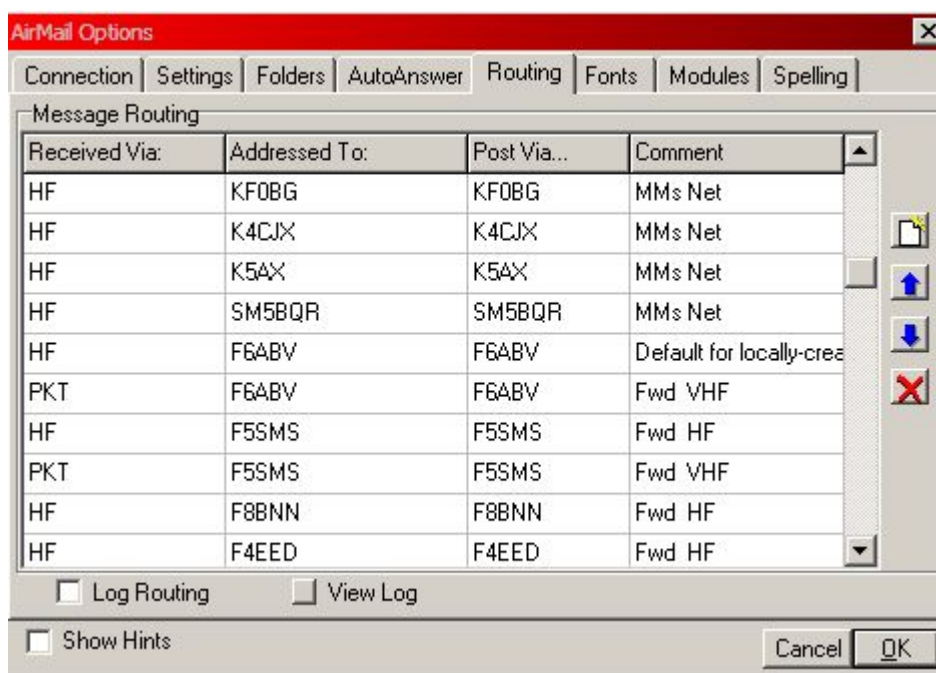 AirMail Options
Connection Settings Folders AutoAnswer Routing Fonts Modules Spelling
Message Routing
Received Via: Addressed To: Post Via... Comment
HF KF0BG KF0BG MMs Net
HF K4CJX K4CJX MMs Net
HF K5AX K5AX MMs Net
HF SM5BQR SM5BQR MMs Net
HF F6ABV F6ABV Default for locally-crea
PKT F6ABV F6ABV Fwd VHF
HF F5SMS F5SMS Fwd HF
PKT F5SMS F5SMS Fwd VHF
HF F8BNN F8BNN Fwd HF
HF F4EED F4EED Fwd HF
Log Routing View Log
Show Hints Cancel OK